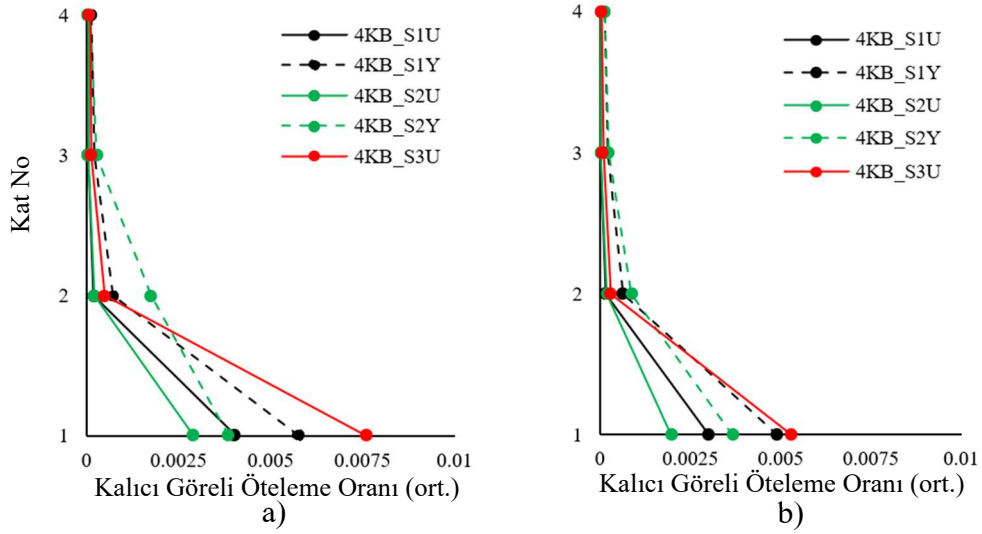 4
3
2
1
Kat No
4KB_S1U
4KB_S1Y
4KB_S2U
4KB_S2Y
4KB_S3U
0 0.0025 0.005 0.0075 0.01
Kalıcı Göreli Öteleme Oranı (ort.)
a)
4
3
2
1
4KB_S1U
4KB_S1Y
4KB_S2U
4KB_S2Y
4KB_S3U
0 0.0025 0.005 0.0075 0.01
Kalıcı Göreli Öteleme Oranı (ort.)
b)